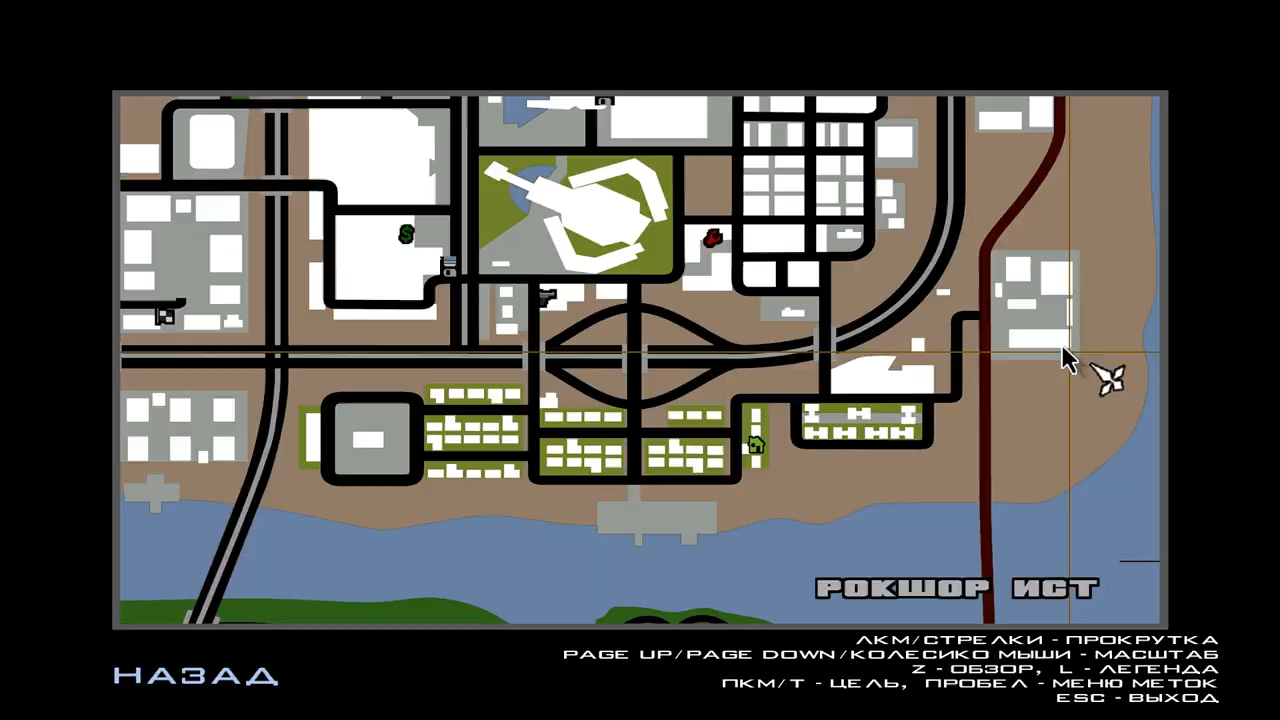 РОКШОР ИСТ
ЛКМ/СТРЕЛКИ - ПРОКРУТКА
PAGE UP/PAGE DOWN/КОЛЕСИКО МЫШИ - МАСШТАБ
Z - ОБЗОР, L - ЛЕГЕНДА
НАЗАД
ПКМ/T - ЦЕЛЬ, ПРОБЕЛ - МЕНЮ МЕТОК
ESC - ВЫХОД